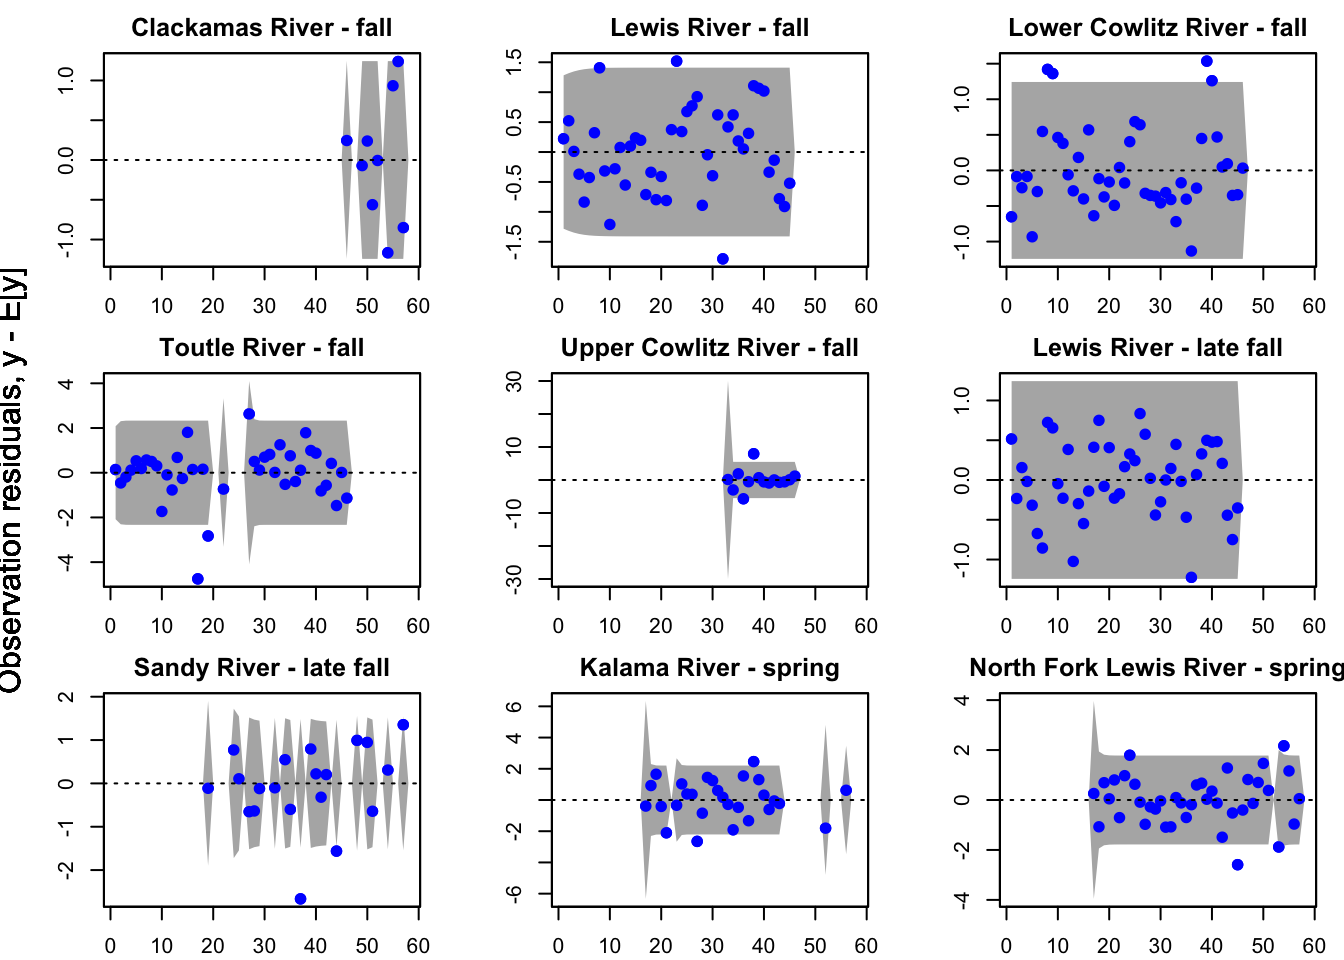 Observation residuals, y - E[y]
Clackamas River - fall
1.0
0.0
-1.0
0 10 20 30 40 50 60
Lewis River - fall
1.5
0.5
-0.5
-1.5
0 10 20 30 40 50 60
Lower Cowlitz River - fall
1.0
0.0
-1.0
0 10 20 30 40 50 60
Toutle River - fall
4
2
0
-2
-4
0 10 20 30 40 50 60
Upper Cowlitz River - fall
30
10
-10
-30
0 10 20 30 40 50 60
Lewis River - late fall
1.0
0.0
-1.0
0 10 20 30 40 50 60
Sandy River - late fall
2
1
0
-1
-2
0 10 20 30 40 50 60
Kalama River - spring
6
4
2
0
-2
-6
0 10 20 30 40 50 60
North Fork Lewis River - spring
4
2
0
-2
-4
0 10 20 30 40 50 60